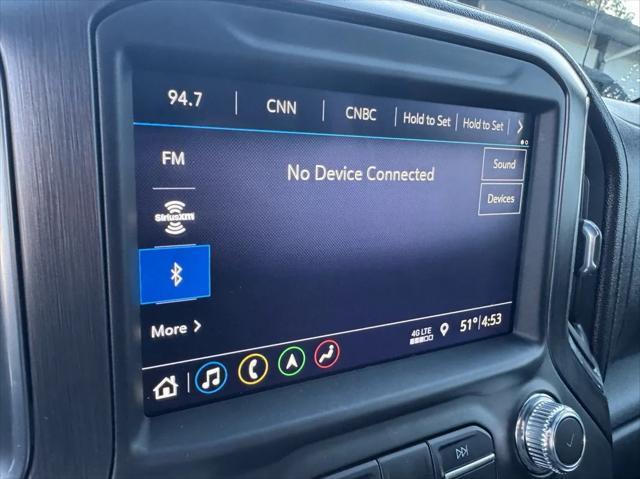 94.7 CNN CNBC Hold to Set Hold to Set
FM
No Device Connected
Sound
SiriusXM
Devices
More
4G LTE
51° 4:53